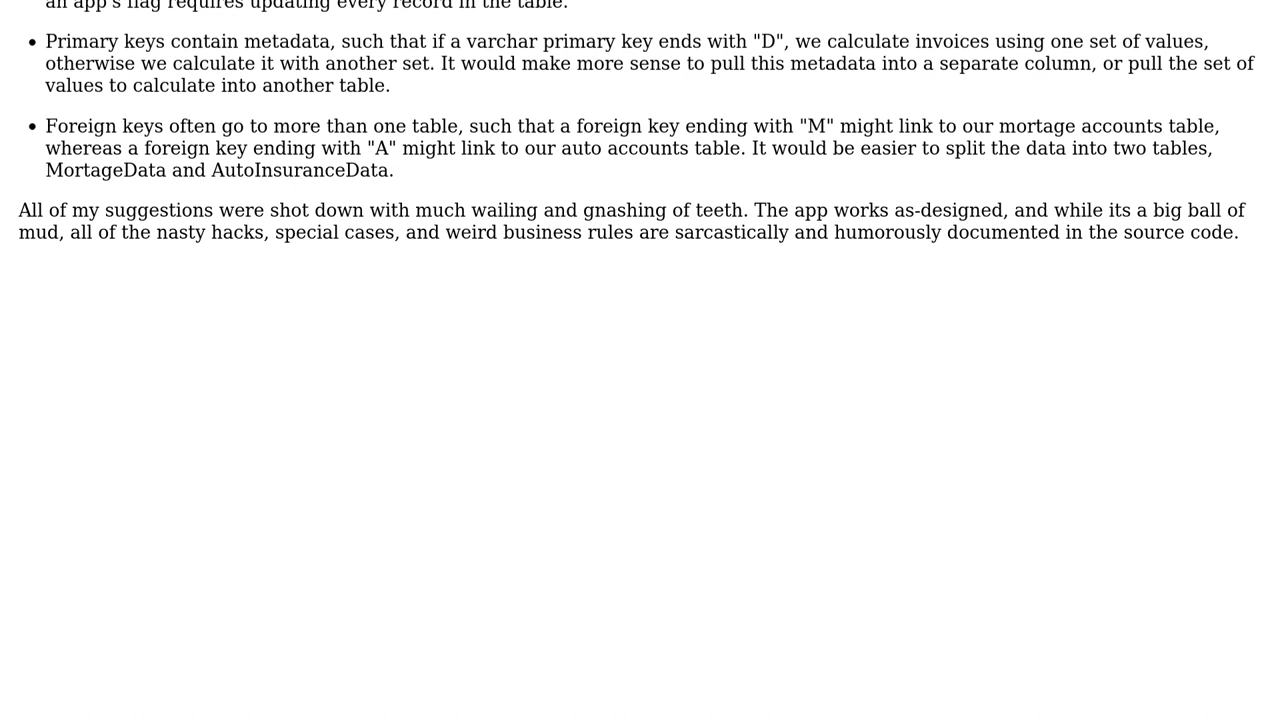 an app's flag requires updating every record in the table.
Primary keys contain metadata, such that if a varchar primary key ends with "D", we calculate invoices using one set of values,
otherwise we calculate it with another set. It would make more sense to pull this metadata into a separate column, or pull the set of
values to calculate into another table.
Foreign keys often go to more than one table, such that a foreign key ending with "M" might link to our mortage accounts table,
whereas a foreign key ending with "A" might link to our auto accounts table. It would be easier to split the data into two tables,
MortageData and AutoInsuranceData.
All of my suggestions were shot down with much wailing and gnashing of teeth. The app works as-designed, and while its a big ball of
mud, all of the nasty hacks, special cases, and weird business rules are sarcastically and humorously documented in the source code.